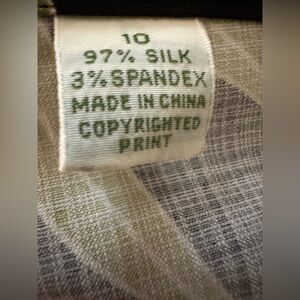 10
97% SILK
3% SPANDEX
MADE IN CHINA
COPYRIGHTED
PRINT